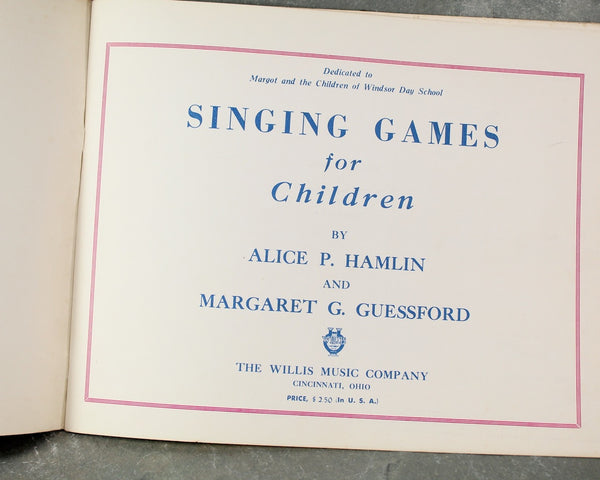 Dedicated to
Margot and the Children of Windsor Day School
SINGING GAMES
for
Children
BY
ALICE P. HAMLIN
AND
MARGARET G. GUESSFORD
THE WILLIS MUSIC COMPANY
CINCINNATI, OHIO
PRICE, $ 2.50 (In U. S. A.)